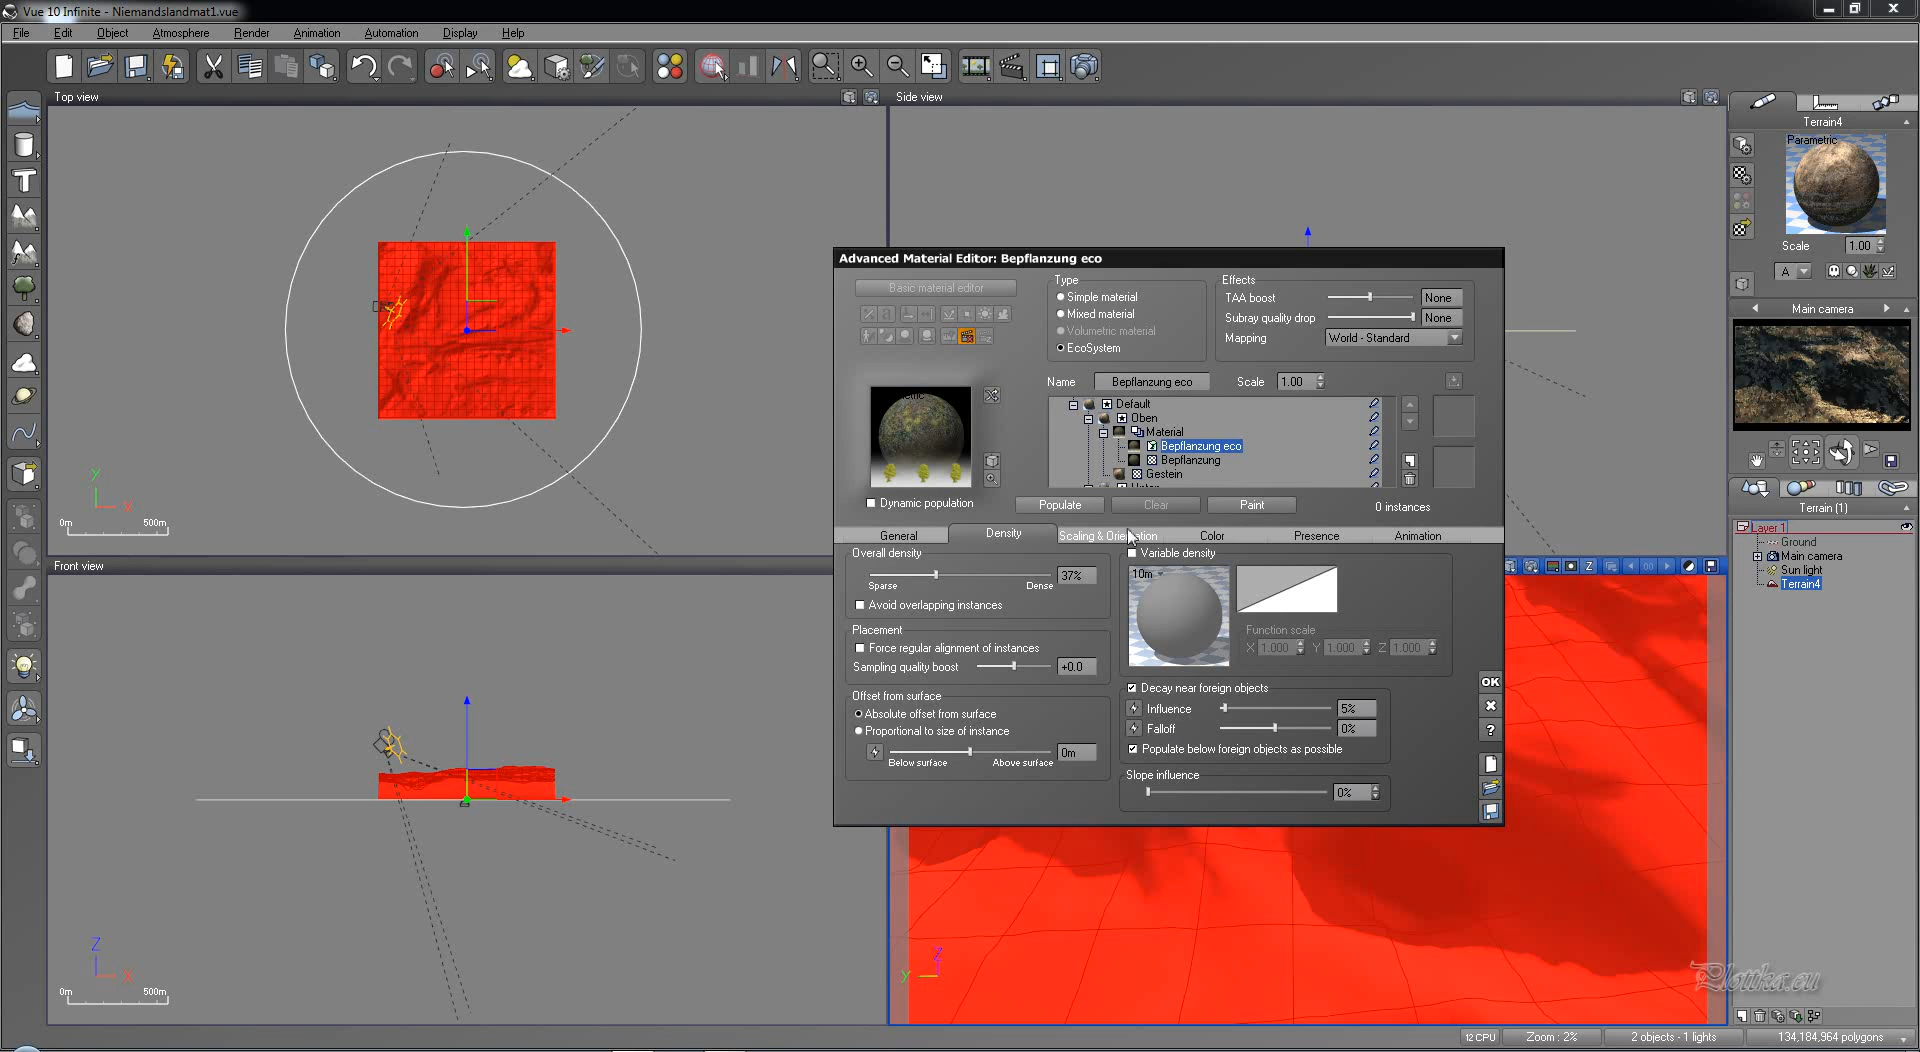 Vue 10 Infinite - Niemandslandmat1.vue
File Edit Object Atmosphere Render Animation Automation Display Help
Top view
Side view
Y
X
0m 500m
Front view
Z
X
0m 500m
Advanced Material Editor: Bepflanzung eco
Basic material editor
Type
Simple material
Mixed material
Volumetric material
EcoSystem
Effects
TAA boost None
Subray quality drop None
Mapping World - Standard
Name Bepflanzung eco Scale 1.00
Default
Oben
Material
Bepflanzung eco
Bepflanzung
Gestein
Dynamic population
Populate Clear Paint 0 instances
General Density Scaling & Orientation Color Presence Animation
Overall density
37%
Sparse Dense
Avoid overlapping instances
Placement
Force regular alignment of instances
Sampling quality boost +0.0
Offset from surface
Absolute offset from surface
Proportional to size of instance
0m
Below surface Above surface
Variable density
10m
Function scale
X 1.000 Y 1.000 Z 1.000
Decay near foreign objects
Influence 5%
Falloff 0%
Populate below foreign objects as possible
Slope influence
0%
OK
?
Z
Y
Terrain4
Parametric
Scale 1.00
A
Main camera
Terrain (1)
Layer 1
Ground
Main camera
Sun light
Terrain4
Plottka.eu
12 CPU Zoom : 2% 2 objects - 1 lights 134,184,964 polygons